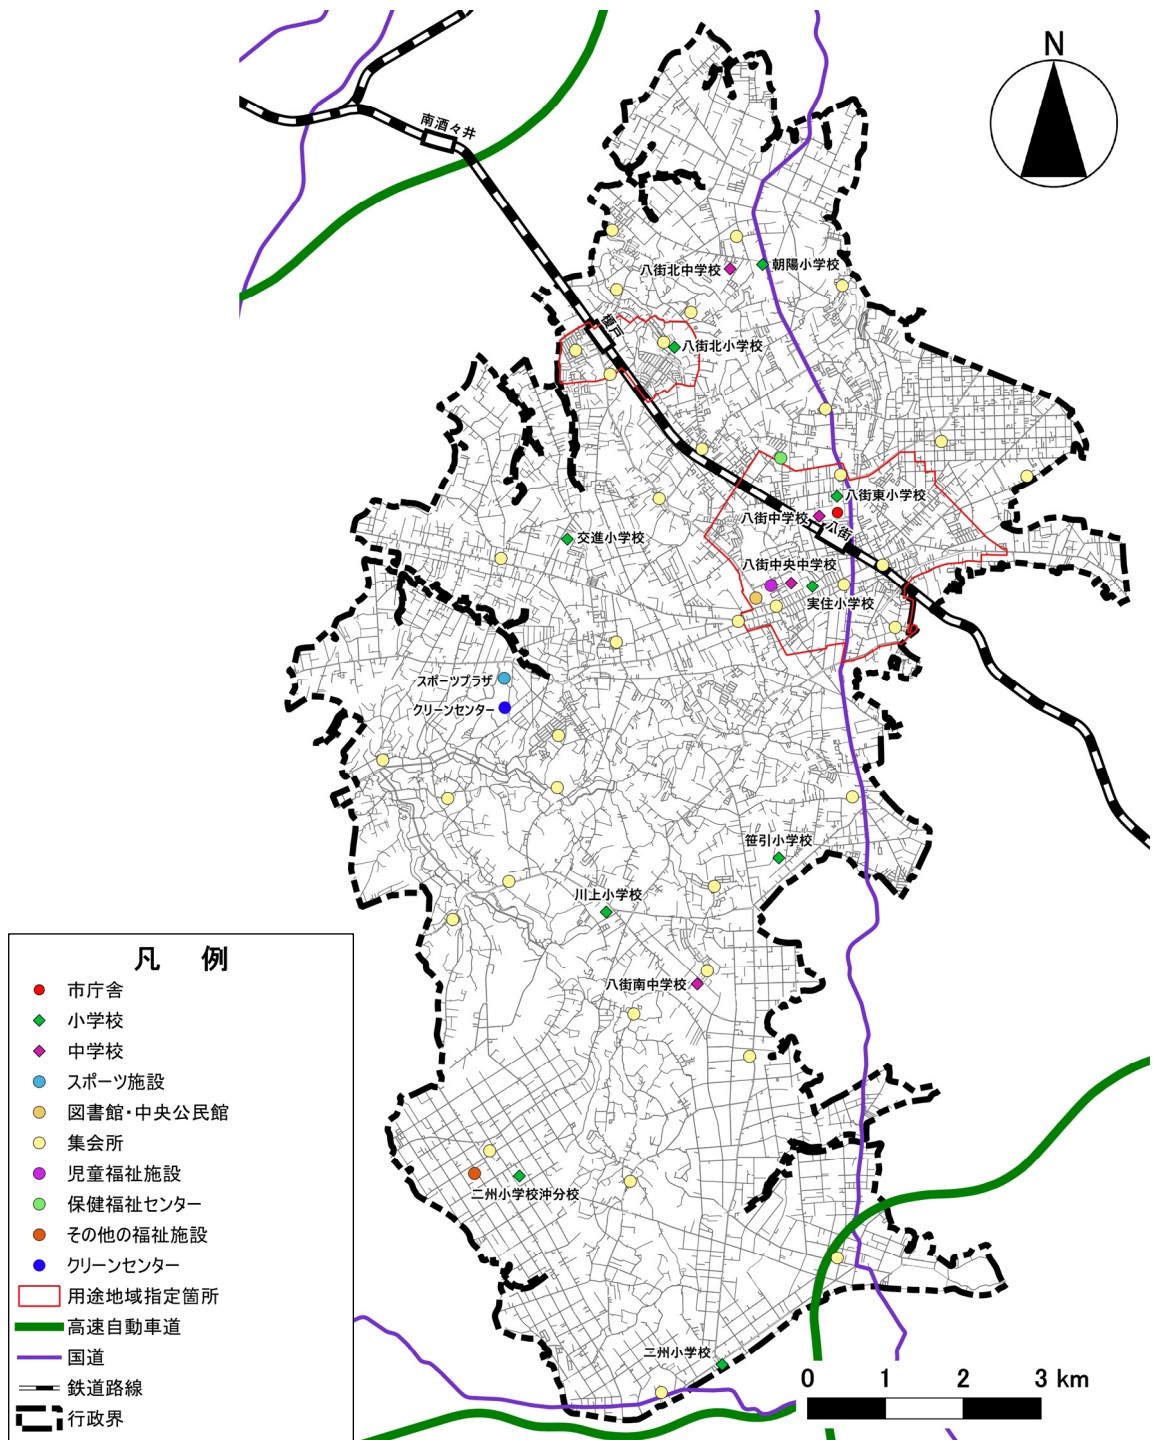 N
南酒々井
榎戸
八街北中学校
朝陽小学校
八街北小学校
八街東小学校
八街中学校
八街
交進小学校
八街中央中学校
実住小学校
スポーツプラザ
クリーンセンター
笹引小学校
川上小学校
八街南中学校
二州小学校沖分校
二州小学校
凡 例
市庁舎
小学校
中学校
スポーツ施設
図書館・中央公民館
集会所
児童福祉施設
保健福祉センター
その他の福祉施設
クリーンセンター
用途地域指定箇所
高速自動車道
国道
鉄道路線
行政界
0 1 2 3 km